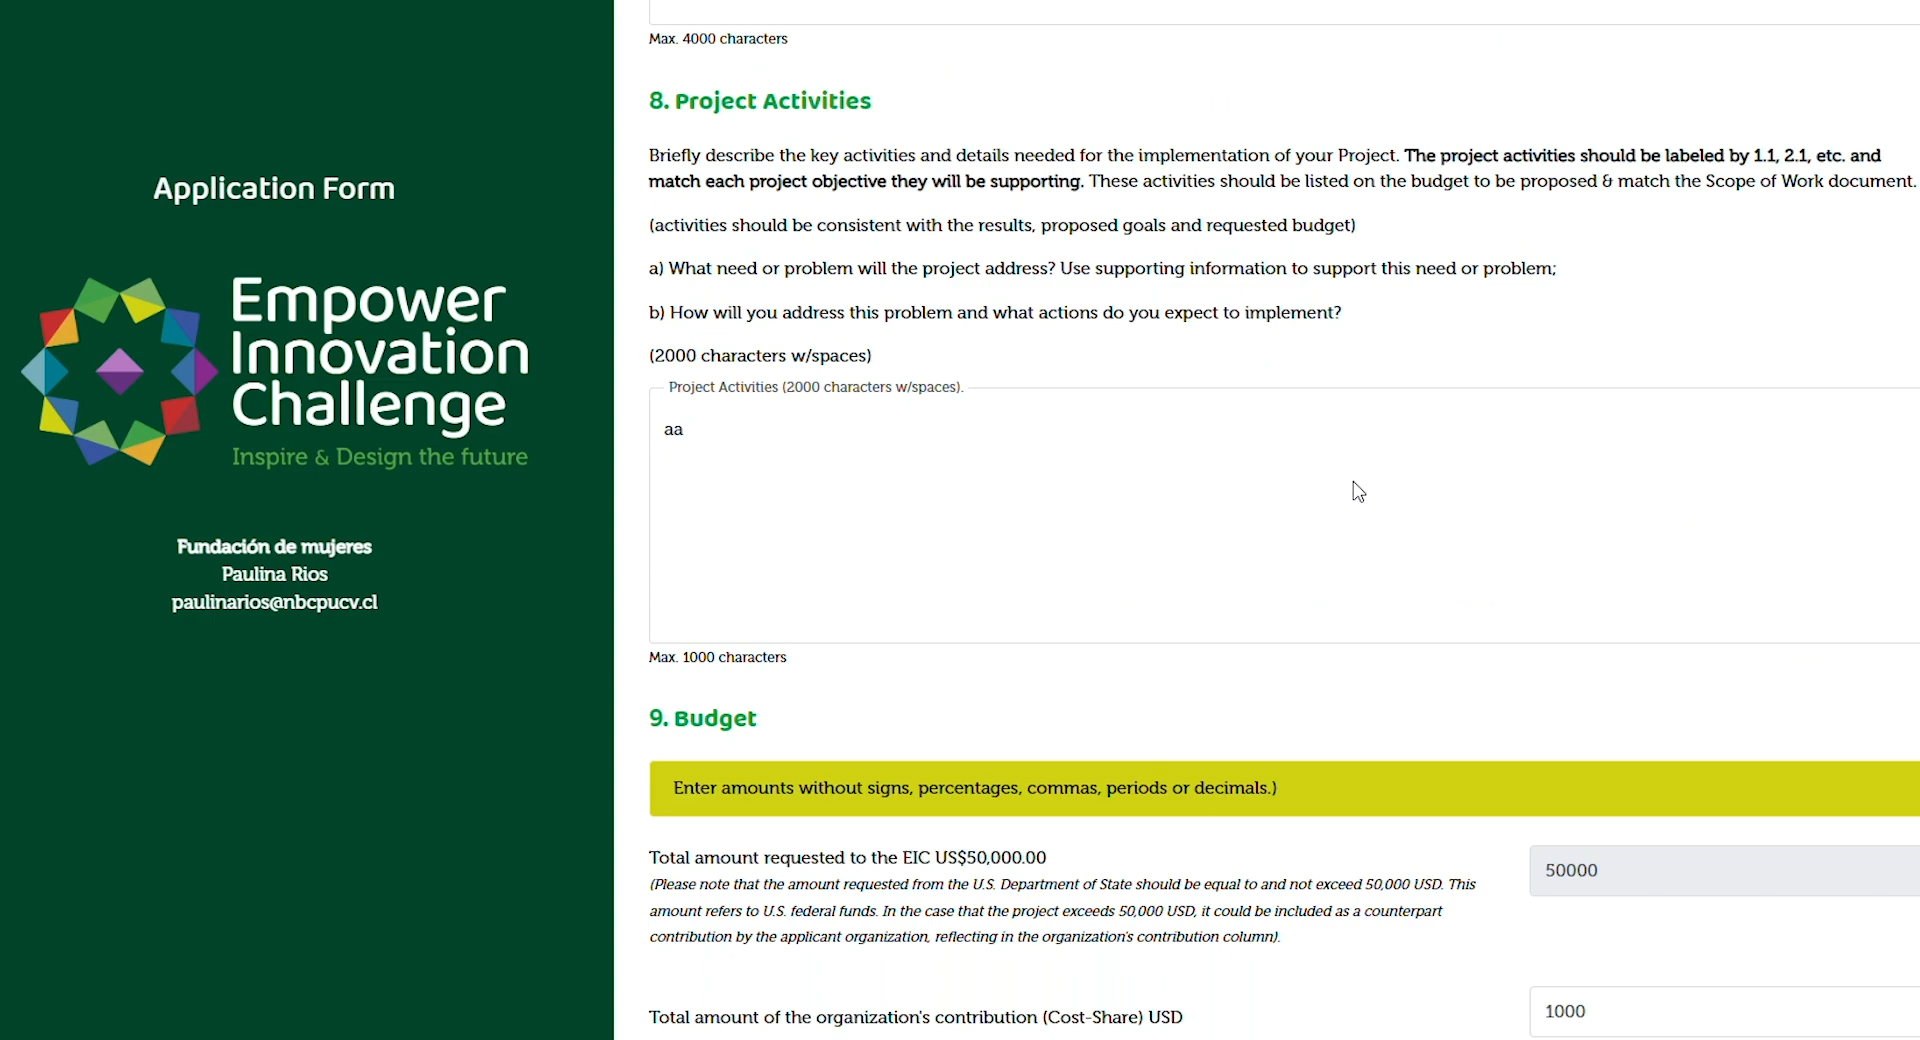 Application Form
Empower
Innovation
Challenge
Inspire & Design the future
Fundación de mujeres
Paulina Rios
paulinarios@nbcpucv.cl
Max. 4000 characters
8. Project Activities
Briefly describe the key activities and details needed for the implementation of your Project. The project activities should be labeled by 1.1, 2.1, etc. and
match each project objective they will be supporting. These activities should be listed on the budget to be proposed & match the Scope of Work document.
(activities should be consistent with the results, proposed goals and requested budget)
a) What need or problem will the project address? Use supporting information to support this need or problem;
b) How will you address this problem and what actions do you expect to implement?
(2000 characters w/spaces)
Project Activities (2000 characters w/spaces).
aa
Max. 1000 characters
9. Budget
Enter amounts without signs, percentages, commas, periods or decimals.)
Total amount requested to the EIC US$50,000.00
50000
(Please note that the amount requested from the U.S. Department of State should be equal to and not exceed 50,000 USD. This
amount refers to U.S. federal funds. In the case that the project exceeds 50,000 USD, it could be included as a counterpart
contribution by the applicant organization, reflecting in the organization's contribution column).
Total amount of the organization's contribution (Cost-Share) USD
1000